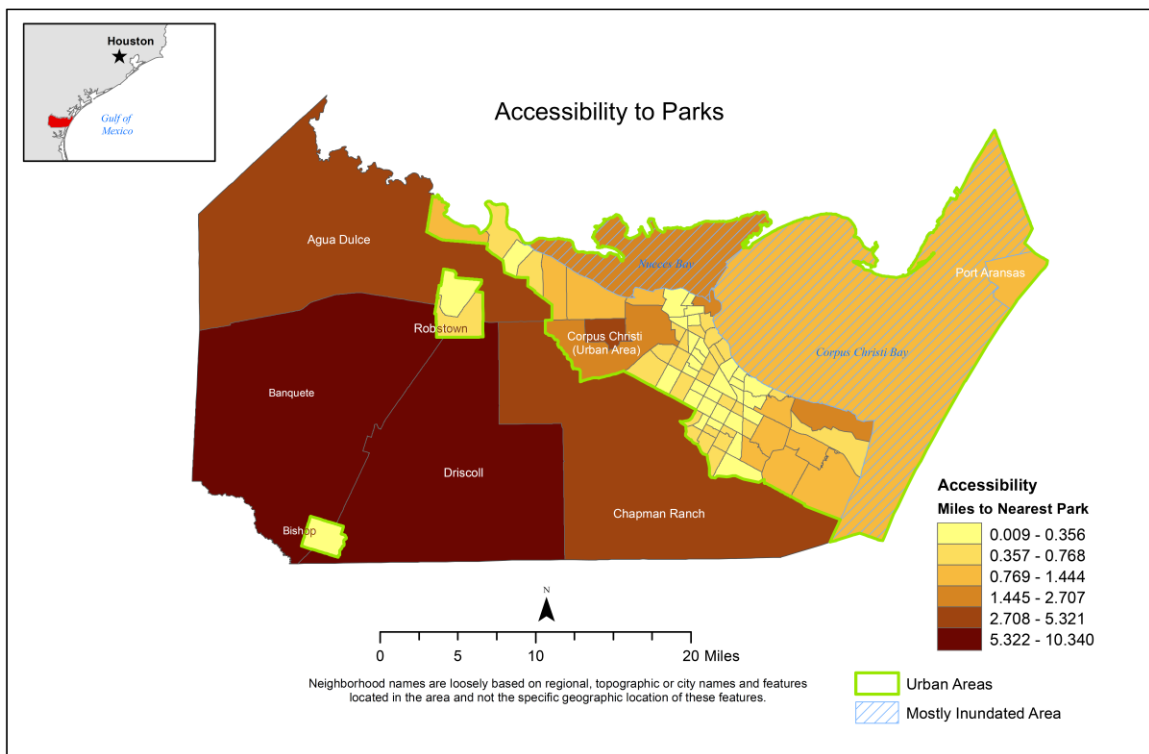 Houston
Gulf of
Mexico
Accessibility to Parks
Agua Dulce
Nueces Bay
Port Aransas
Robstown
Corpus Christi
(Urban Area)
Corpus Christi Bay
Banquete
Driscoll
Chapman Ranch
Bishop
Accessibility
Miles to Nearest Park
0.009 - 0.356
0.357 - 0.768
0.769 - 1.444
1.445 - 2.707
2.708 - 5.321
5.322 - 10.340
N
0 5 10 20 Miles
Neighborhood names are loosely based on regional, topographic or city names and features
located in the area and not the specific geographic location of these features.
Urban Areas
Mostly Inundated Area